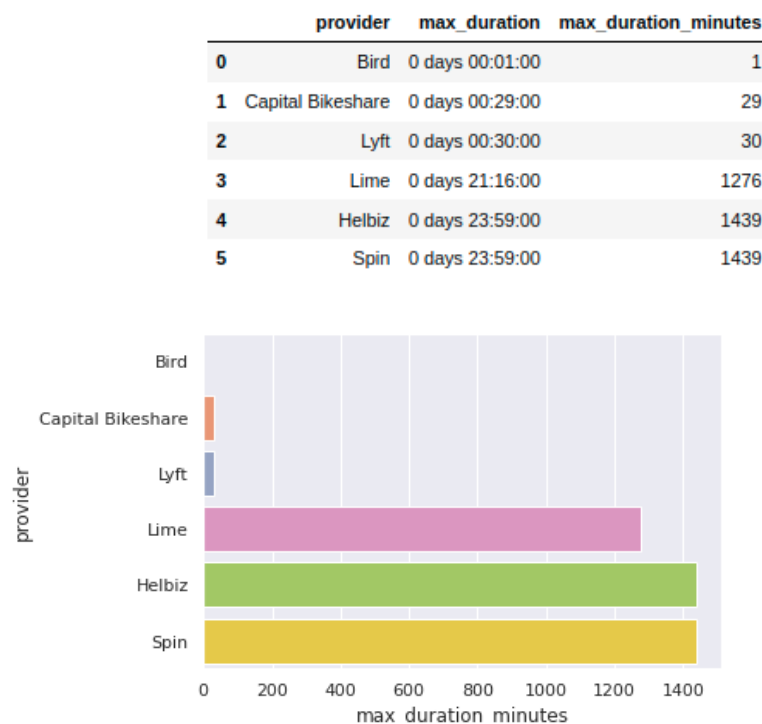 provider max_duration max_duration_minutes
0 Bird 0 days 00:01:00 1
1 Capital Bikeshare 0 days 00:29:00 29
2 Lyft 0 days 00:30:00 30
3 Lime 0 days 21:16:00 1276
4 Helbiz 0 days 23:59:00 1439
5 Spin 0 days 23:59:00 1439
provider
Bird
Capital Bikeshare
Lyft
Lime
Helbiz
Spin
0 200 400 600 800 1000 1200 1400
max_duration_minutes